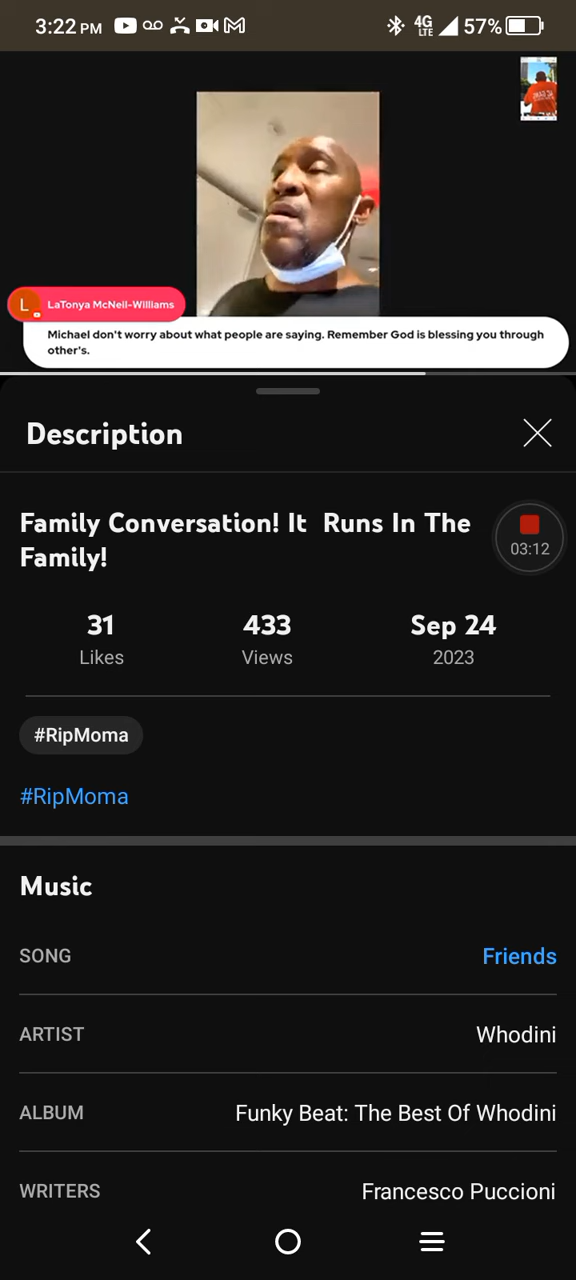 3:22 PM 4G LTE 57%
L LaTonya McNeil-Williams
Michael don't worry about what people are saying. Remember God is blessing you through
other's.
Description
Family Conversation! It Runs In The
Family!
03:12
31 433 Sep 24
Likes Views 2023
#RipMoma
#RipMoma
Music
SONG Friends
ARTIST Whodini
ALBUM Funky Beat: The Best Of Whodini
WRITERS Francesco Puccioni